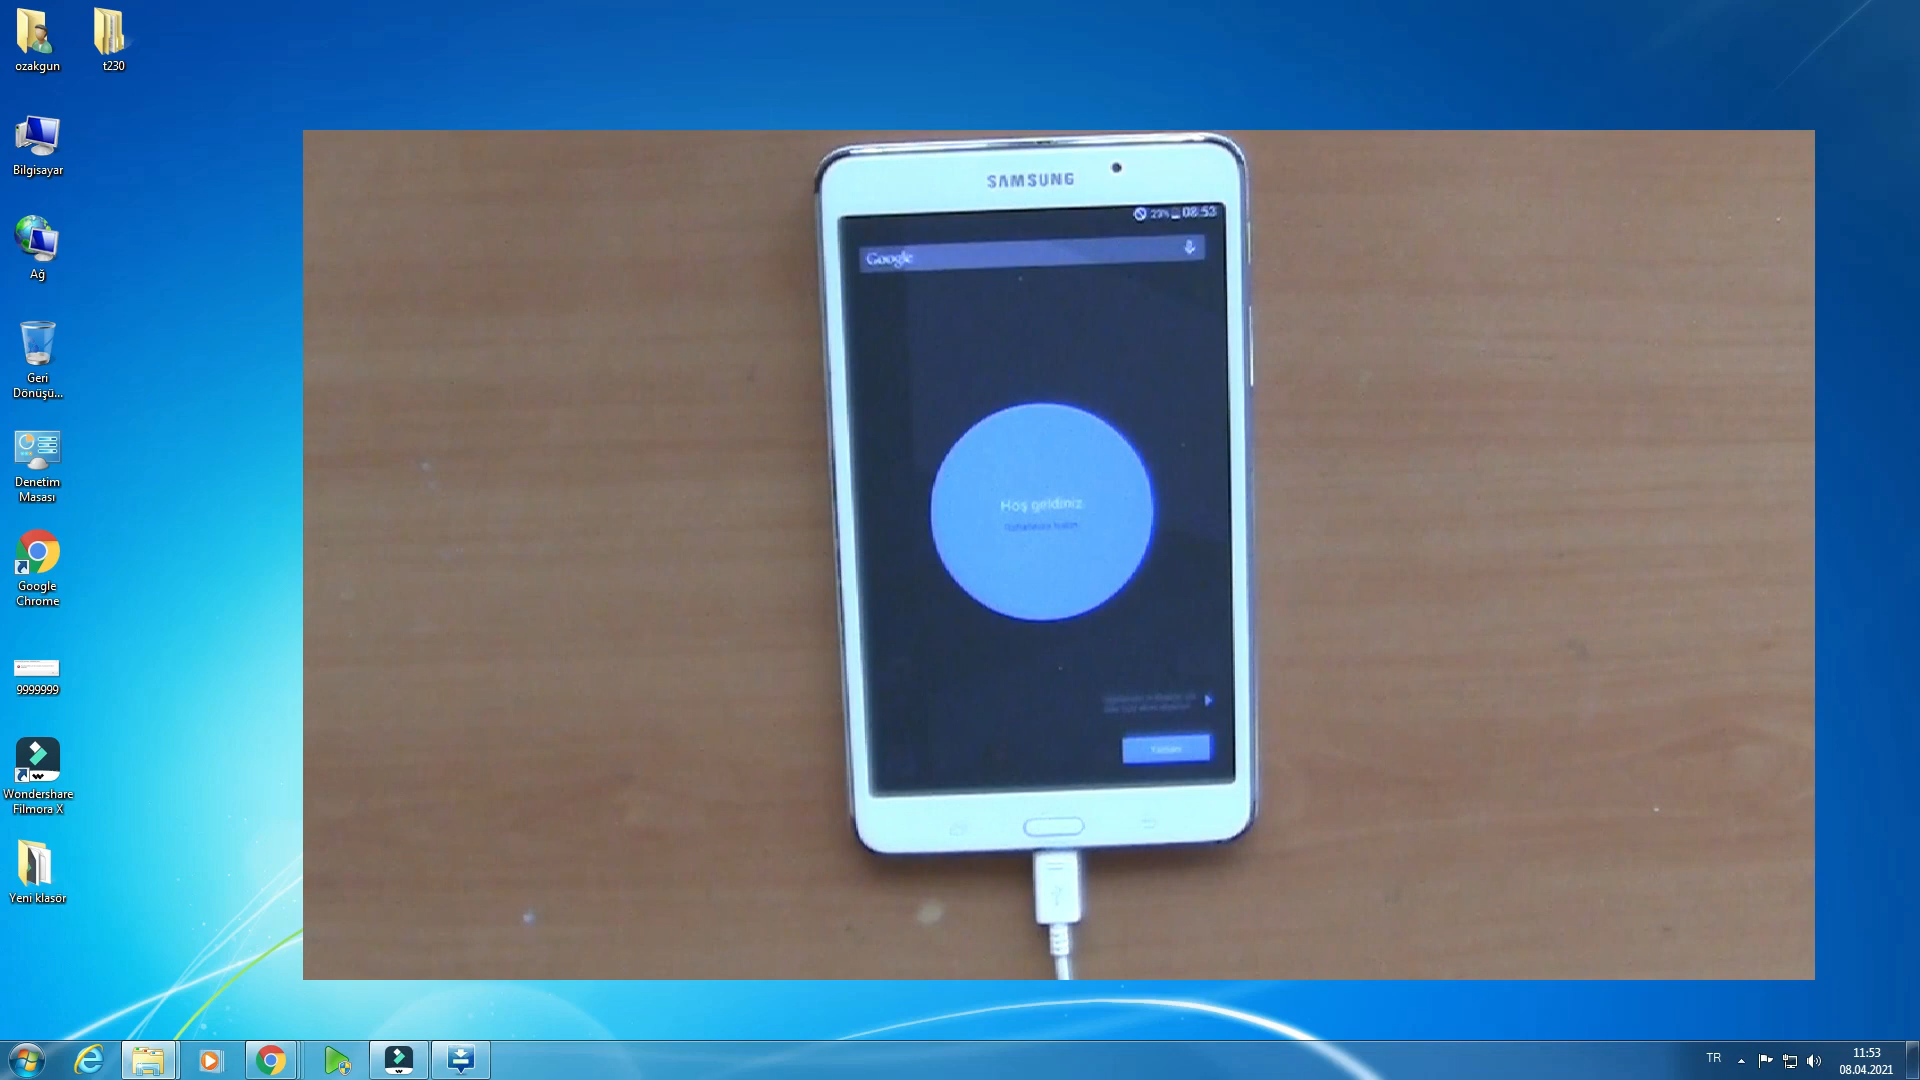 ozakgun
t230
Bilgisayar
Ağ
Geri
Dönüşü...
Denetim
Masası
Google
Chrome
9999999
Wondershare
Filmora X
Yeni klasör
SAMSUNG
23% 08:53
Google
Hoş geldiniz
TR
11:53
08.04.2021